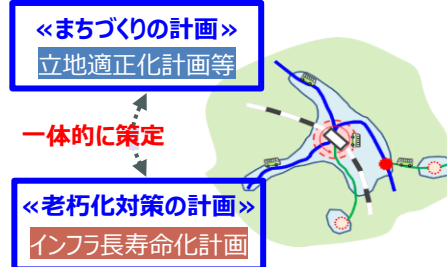 ≪まちづくりの計画≫
立地適正化計画等
一体的に策定
≪老朽化対策の計画≫
インフラ長寿命化計画